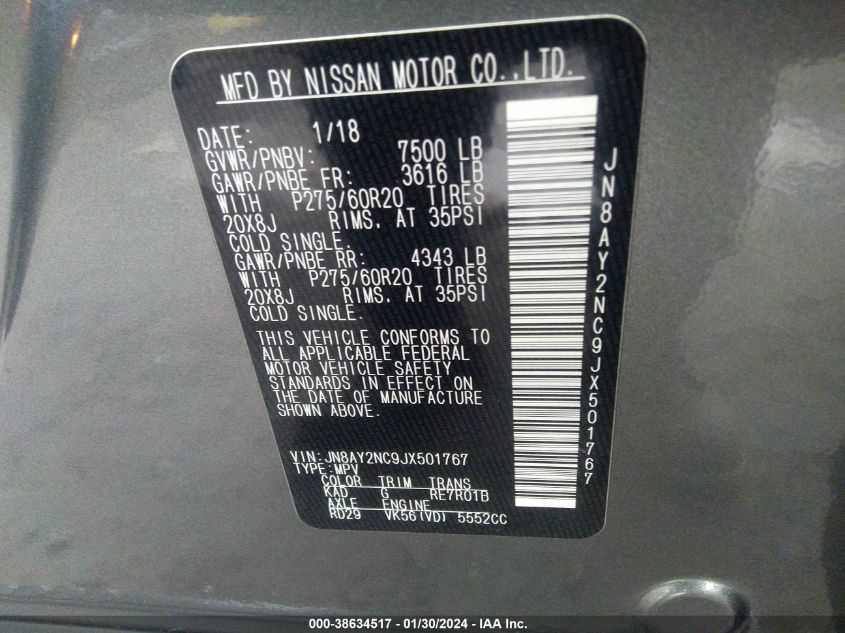 MFD BY NISSAN MOTOR CO.,LTD.
DATE: 1/18
GVWR/PNBV: 7500 LB
GAWR/PNBE FR: 3616 LB
WITH P275/60R20 TIRES
20X8J RIMS, AT 35PSI
COLD SINGLE.
GAWR/PNBE RR: 4343 LB
WITH P275/60R20 TIRES
20X8J RIMS, AT 35PSI
COLD SINGLE.
THIS VEHICLE CONFORMS TO
ALL APPLICABLE FEDERAL
MOTOR VEHICLE SAFETY
STANDARDS IN EFFECT ON
THE DATE OF MANUFACTURE
SHOWN ABOVE.
VIN:JN8AY2NC9JX501767
TYPE:MPV
COLOR TRIM TRANS
KAD G RE7R01B
AXLE ENGINE
RD29 VK56(VD) 5552CC
JN8AY2NC9JX501767
000-38634517 - 01/30/2024 - IAA Inc.